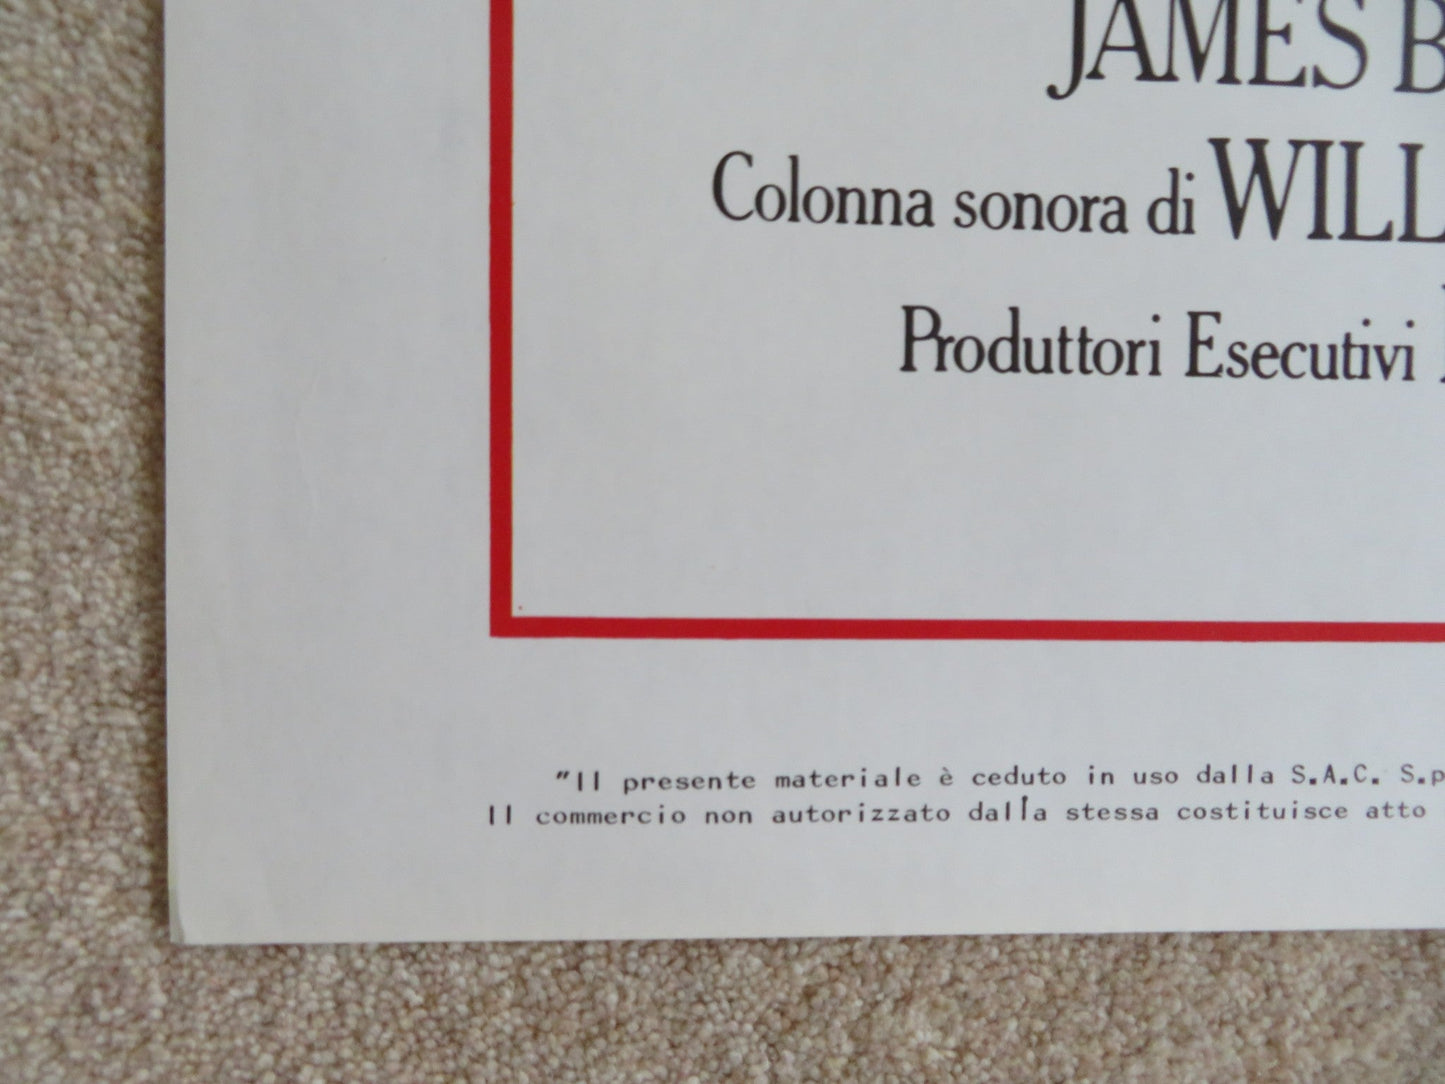 JAMES B
Colonna sonora di WILL
Produttori Esecutivi
"Il presente materiale è ceduto in uso dalla S.A.C. S.p
Il commercio non autorizzato dalla stessa costituisce atto